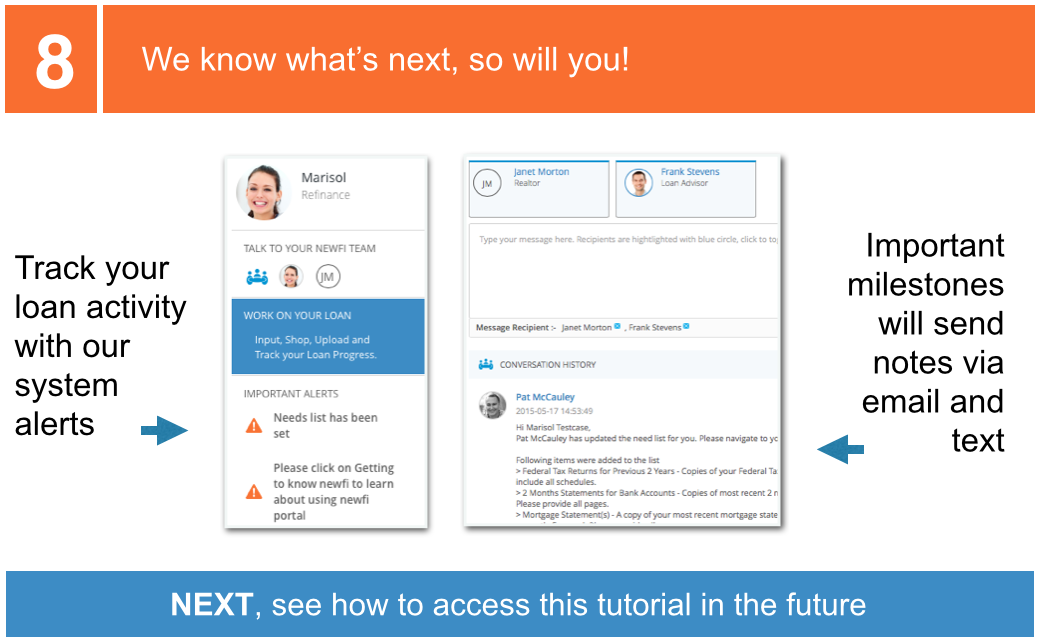 8
We know what's next, so will you!
Track your
loan activity
with our
system
alerts
Marisol
Refinance
TALK TO YOUR NEWFI TEAM
JM
WORK ON YOUR LOAN
Input, Shop, Upload and
Track your Loan Progress.
IMPORTANT ALERTS
Needs list has been
set
Please click on Getting
to know newfi to learn
about using newfi
portal
JM
Janet Morton
Realtor
Frank Stevens
Loan Advisor
Type your message here. Recipients are hightlighted with blue circle, click to to
Message Recipient :- Janet Morton , Frank Stevens
CONVERSATION HISTORY
Pat McCauley
2015-05-17 14:53:49
Hi Marisol Testcase,
Pat McCauley has updated the need list for you. Please navigate to yo
Following items were added to the list
> Federal Tax Returns for Previous 2 Years - Copies of your Federal Ta
include all schedules.
> 2 Months Statements for Bank Accounts - Copies of most recent 2
Please provide all pages.
> Mortgage Statement(s) - A copy of your most recent mortgage state
Important
milestones
will send
notes via
email and
text
NEXT, see how to access this tutorial in the future